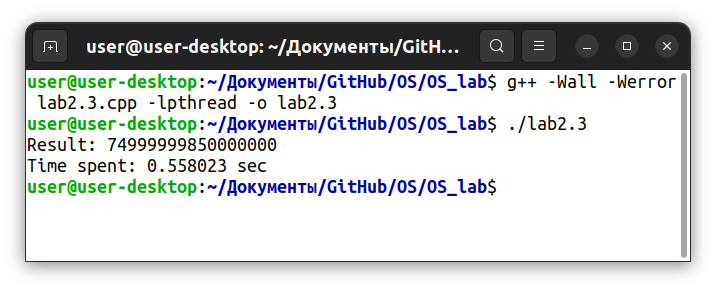 user@user-desktop: ~/Документы/GitH...
user@user-desktop:~/Документы/GitHub/OS/OS_lab$ g++ -Wall -Werror
lab2.3.cpp -lpthread -o lab2.3
user@user-desktop:~/Документы/GitHub/OS/OS_lab$ ./lab2.3
Result: 74999999850000000
Time spent: 0.558023 sec
user@user-desktop:~/Документы/GitHub/OS/OS_lab$